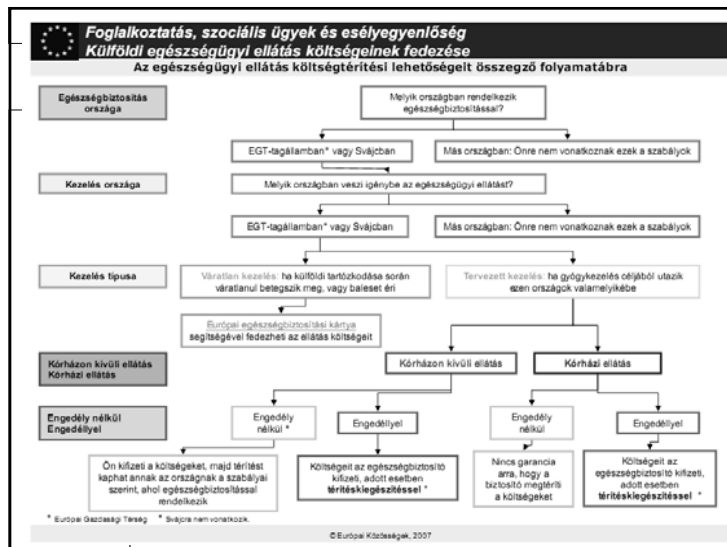 Foglalkoztatás, szociális ügyek és esélyegyenlőség
Külföldi egészségügyi ellátás költségeinek fedezése
Az egészségügyi ellátás költségtérítési lehetőségeit összegző folyamatábra
Egészségbiztosítás
országa
Melyik országban rendelkezik
egészségbiztosítással?
EGT-tagállamban* vagy Svájcban
Más országban: Önre nem vonatkoznak ezek a szabályok
Kezelés országa
Melyik országban veszi igénybe az egészségügyi ellátást?
EGT-tagállamban* vagy Svájcban
Más országban: Önre nem vonatkoznak ezek a szabályok
Kezelés típusa
Váratlan kezelés: ha külföldi tartózkodása során
váratlanul betegszik meg, vagy baleset éri
Tervezett kezelés: ha gyógykezelés céljából utazik
ezen országok valamelyikébe
Európai egészségbiztosítási kártya
segítségével fedezheti az ellátás költségeit
Kórházon kívüli ellátás
Kórházi ellátás
Kórházon kívüli ellátás
Kórházi ellátás
Engedély nélkül
Engedéllyel
Engedély
nélkül *
Engedéllyel
Engedély
nélkül
Engedéllyel
Ön kifizeti a költségeket, majd térítést
kaphat annak az országnak a szabályai
szerint, ahol egészségbiztosítással
rendelkezik
Költségeit az egészségbiztosító
kifizeti, adott esetben
térítéskiegészítéssel *
Nincs garancia
arra, hogy a
biztosító megtéríti
a költségeket
Költségeit az
egészségbiztosító kifizeti,
adott esetben
térítéskiegészítéssel *
* Európai Gazdasági Térség * Svájcra nem vonatkozik.
©Európai Közösségek, 2007